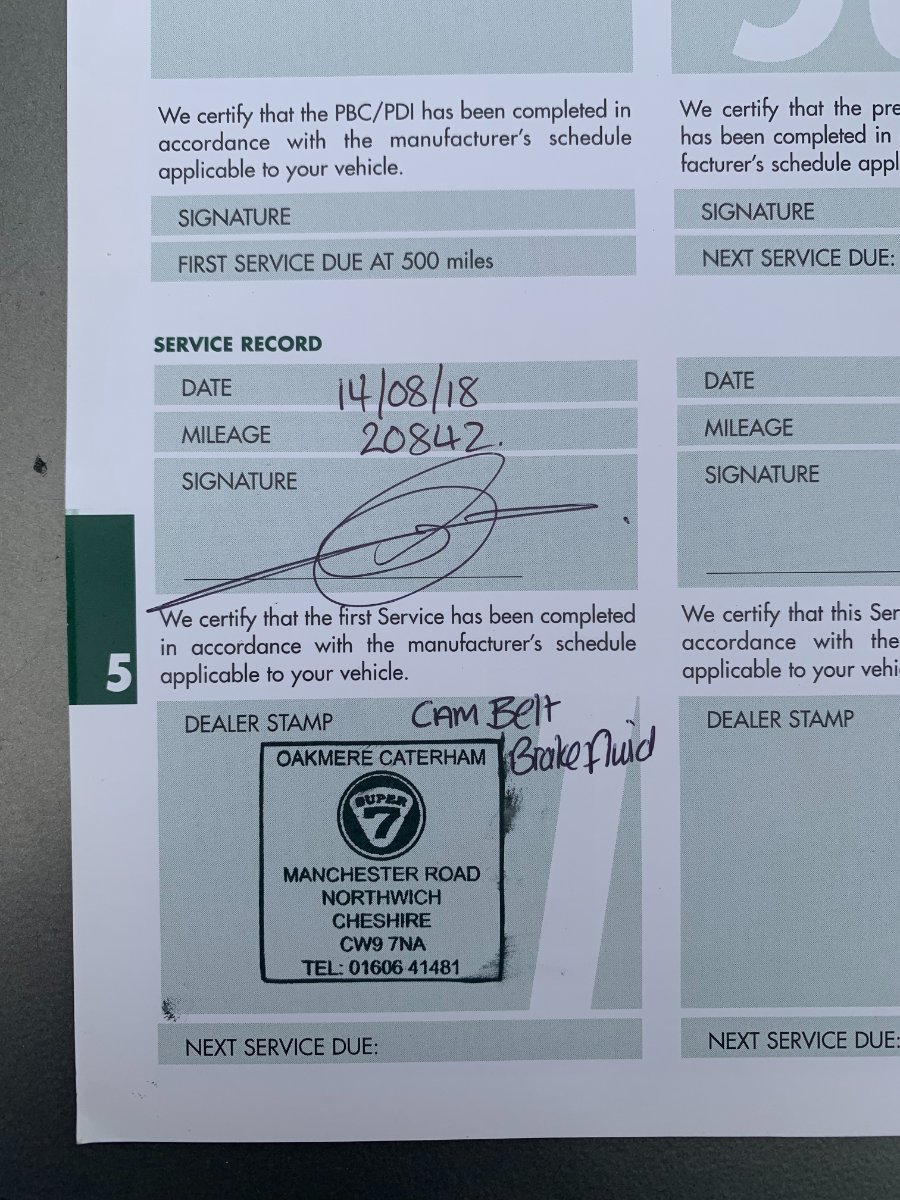 We certify that the PBC/PDI has been completed in
accordance with the manufacturer's schedule
applicable to your vehicle.
SIGNATURE
FIRST SERVICE DUE AT 500 miles
SERVICE RECORD
DATE 14/08/18
MILEAGE 20842.
SIGNATURE
We certify that the first Service has been completed
in accordance with the manufacturer's schedule
applicable to your vehicle.
5
DEALER STAMP
CAM Belt
Brake fluid
OAKMERE CATERHAM
SUPER
7
MANCHESTER ROAD
NORTHWICH
CHESHIRE
CW9 7NA
TEL: 01606 41481
NEXT SERVICE DUE:
We certify that the pre
has been completed in
facturer's schedule appl
SIGNATURE
NEXT SERVICE DUE:
DATE
MILEAGE
SIGNATURE
We certify that this Ser
accordance with the
applicable to your vehi
DEALER STAMP
NEXT SERVICE DUE: